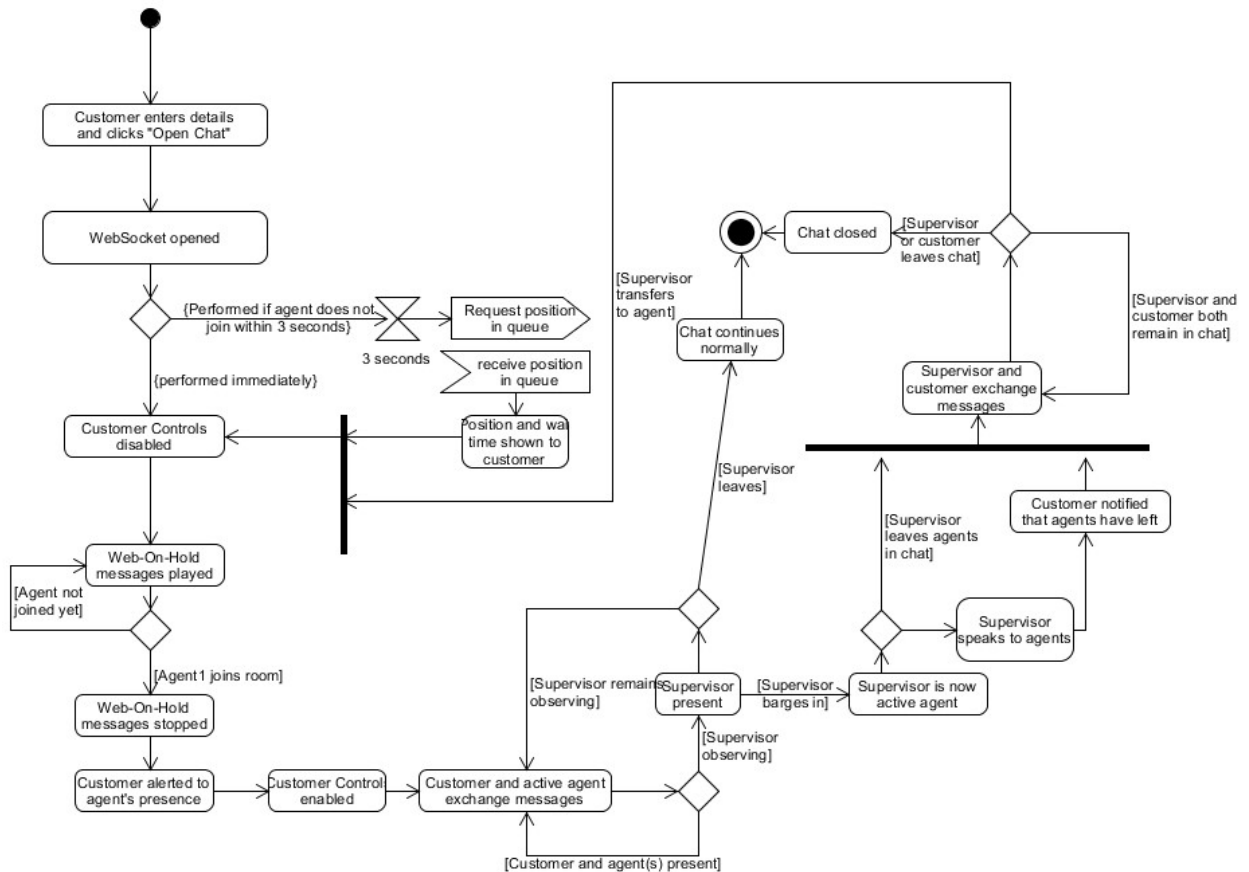 Customer enters details
and clicks "Open Chat"
WebSocket opened
{Performed if agent does not
join within 3 seconds}
3 seconds
Request position
in queue
receive position
in queue
{performed immediately}
Customer Controls
disabled
Position and wait
time shown to
customer
Web-On-Hold
messages played
[Agent not
joined yet]
[Agent1 joins room]
Web-On-Hold
messages stopped
Customer alerted to
agent's presence
Customer Controls
enabled
Customer and active agent
exchange messages
[Customer and agent(s) present]
[Supervisor
observing]
[Supervisor remains
observing]
Supervisor
present
[Supervisor
barges in]
Supervisor is now
active agent
[Supervisor
leaves]
Chat continues
normally
[Supervisor
transfers
to agent]
Chat closed
[Supervisor
or customer
leaves chat]
[Supervisor and
customer both
remain in chat]
Supervisor and
customer exchange
messages
[Supervisor
leaves agents
in chat]
Customer notified
that agents have left
Supervisor
speaks to agents